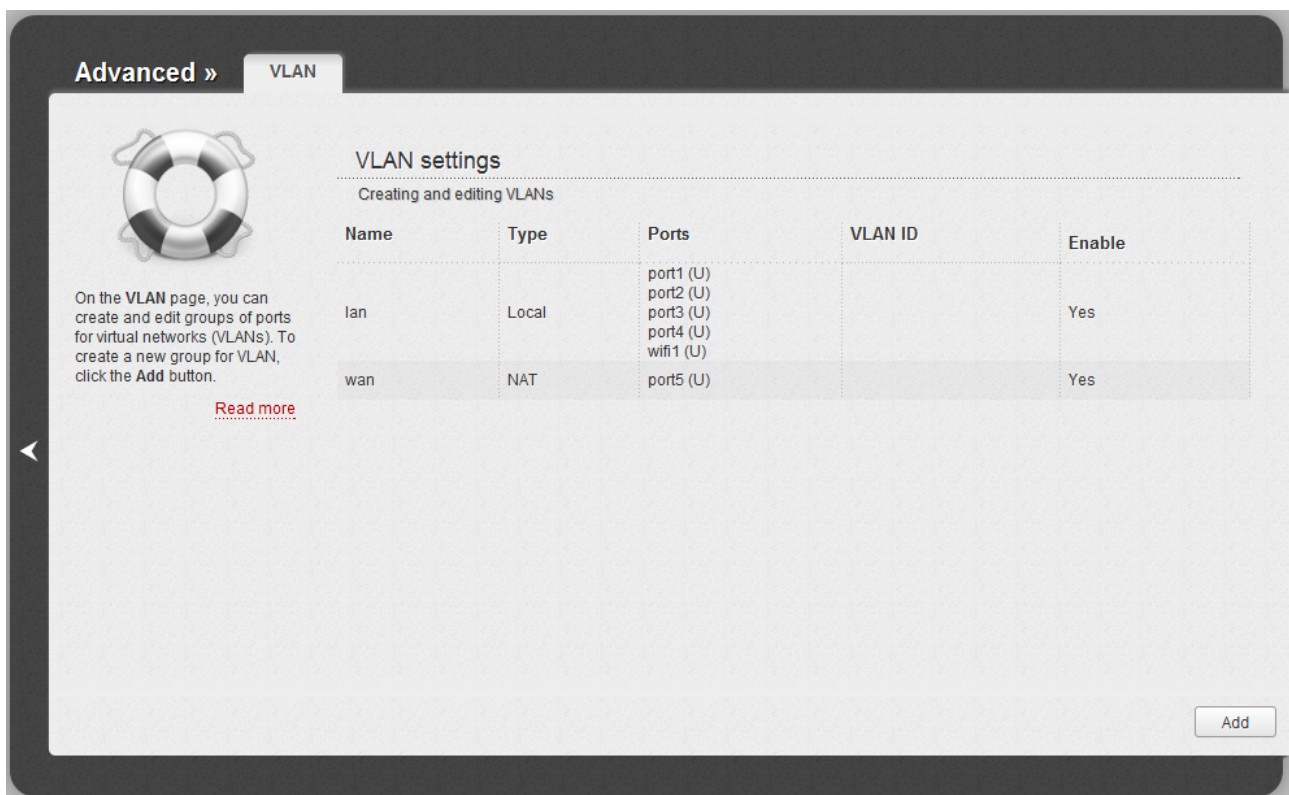 Advanced » VLAN
VLAN settings
Creating and editing VLANs
Name Type Ports VLAN ID Enable
port1 (U)
port2 (U)
lan Local port3 (U) Yes
port4 (U)
wifi1 (U)
wan NAT port5 (U) Yes
On the VLAN page, you can
create and edit groups of ports
for virtual networks (VLANs). To
create a new group for VLAN,
click the Add button.
Read more
Add